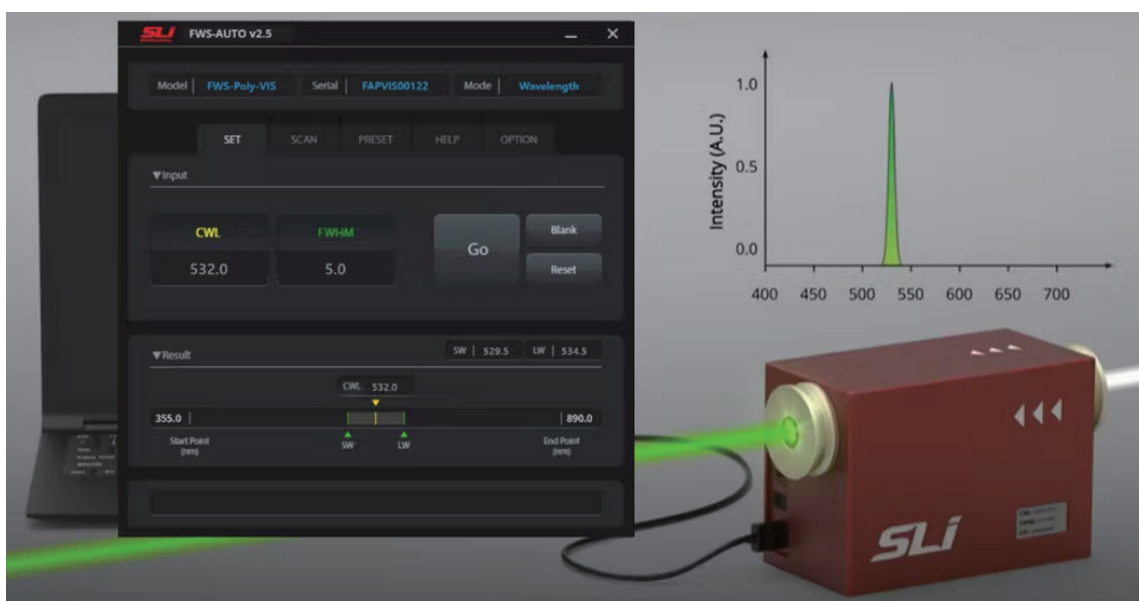 SLi FWS-AUTO v2.5
Model FWS-Poly-VIS Serial FAPVIS00122 Mode Wavelength
SET SCAN PRESET HELP OPTION
▼Input
CWL FWHM
532.0 5.0
Go
Blank
Reset
▼Result
SW 529.5 LW 534.5
CWL 532.0
355.0 890.0
Start Point
(nm)
SW LW
End Point
(nm)
Intensity (A.U.)
1.0
0.5
0.0
400 450 500 550 600 650 700
SLi